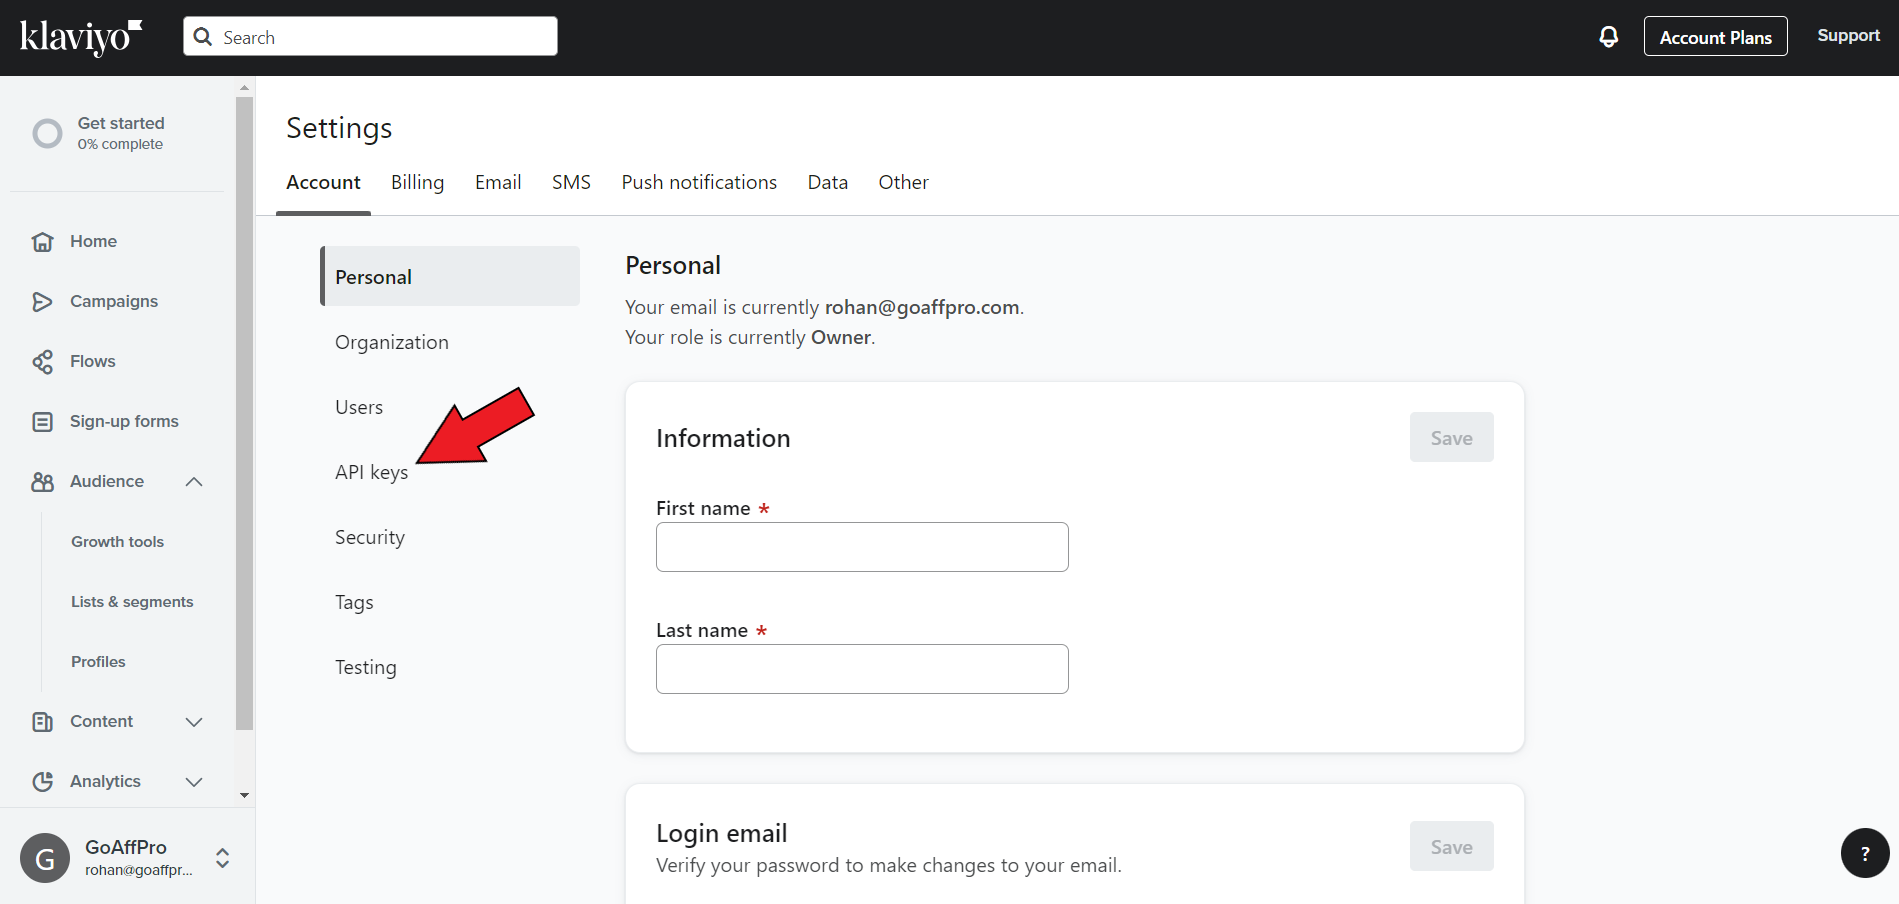 klaviyo
Search
Account Plans
Support
Get started
0% complete
Home
Campaigns
Flows
Sign-up forms
Audience
Growth tools
Lists & segments
Profiles
Content
Analytics
G
GoAffPro
rohan@goaffpr...
Settings
Account Billing Email SMS Push notifications Data Other
Personal
Organization
Users
API keys
Security
Tags
Testing
Personal
Your email is currently rohan@goaffpro.com.
Your role is currently Owner.
Information
Save
First name *
Last name *
Login email
Verify your password to make changes to your email.
Save
?